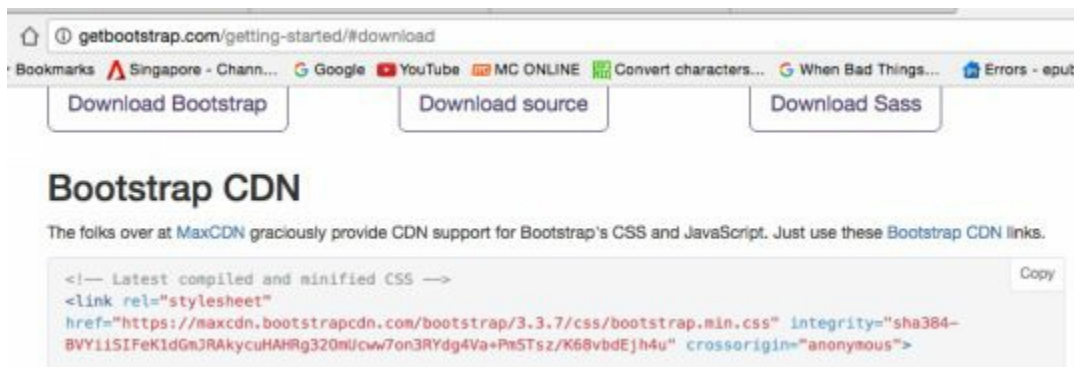 getbootstrap.com/getting-started/#download
Bookmarks Singapore - Chann... Google YouTube MC ONLINE Convert characters... When Bad Things... Errors - epub
Download Bootstrap Download source Download Sass
Bootstrap CDN
The folks over at MaxCDN graciously provide CDN support for Bootstrap's CSS and JavaScript. Just use these Bootstrap CDN links.
Copy
<!-- Latest compiled and minified CSS -->
<link rel="stylesheet"
href="https://maxcdn.bootstrapcdn.com/bootstrap/3.3.7/css/bootstrap.min.css" integrity="sha384-
BVYiiSIFeK1dGmJRAkycuHAHRg32OmUcww7on3RYdg4Va+PmSTsz/K68vbdEjh4u" crossorigin="anonymous">